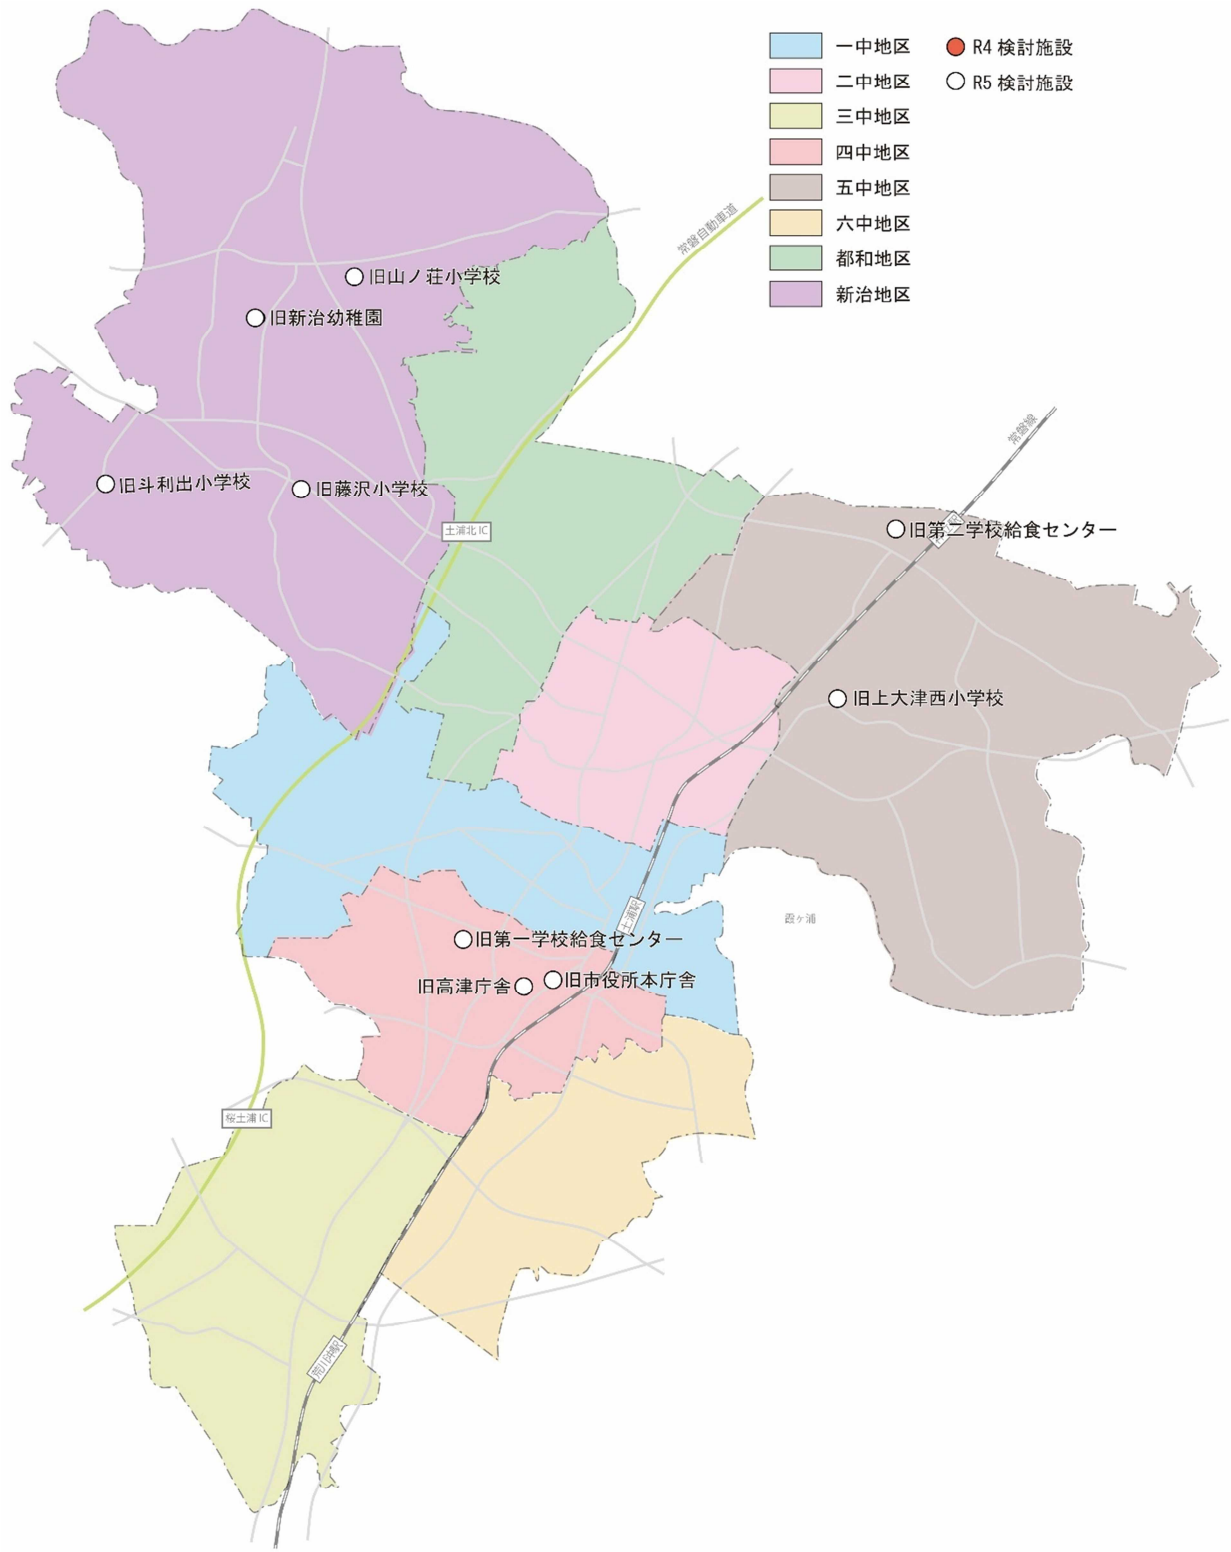 一中地区
R4 検討施設
二中地区
R5 検討施設
三中地区
四中地区
五中地区
六中地区
都和地区
新治地区
常磐自動車道
旧山ノ荘小学校
旧新治幼稚園
常磐線
旧斗利出小学校
旧藤沢小学校
土浦北IC
旧第二学校給食センター
旧上大津西小学校
霞ヶ浦
土浦駅
旧第一学校給食センター
旧高津庁舎
旧市役所本庁舎
桜土浦IC
荒川沖駅